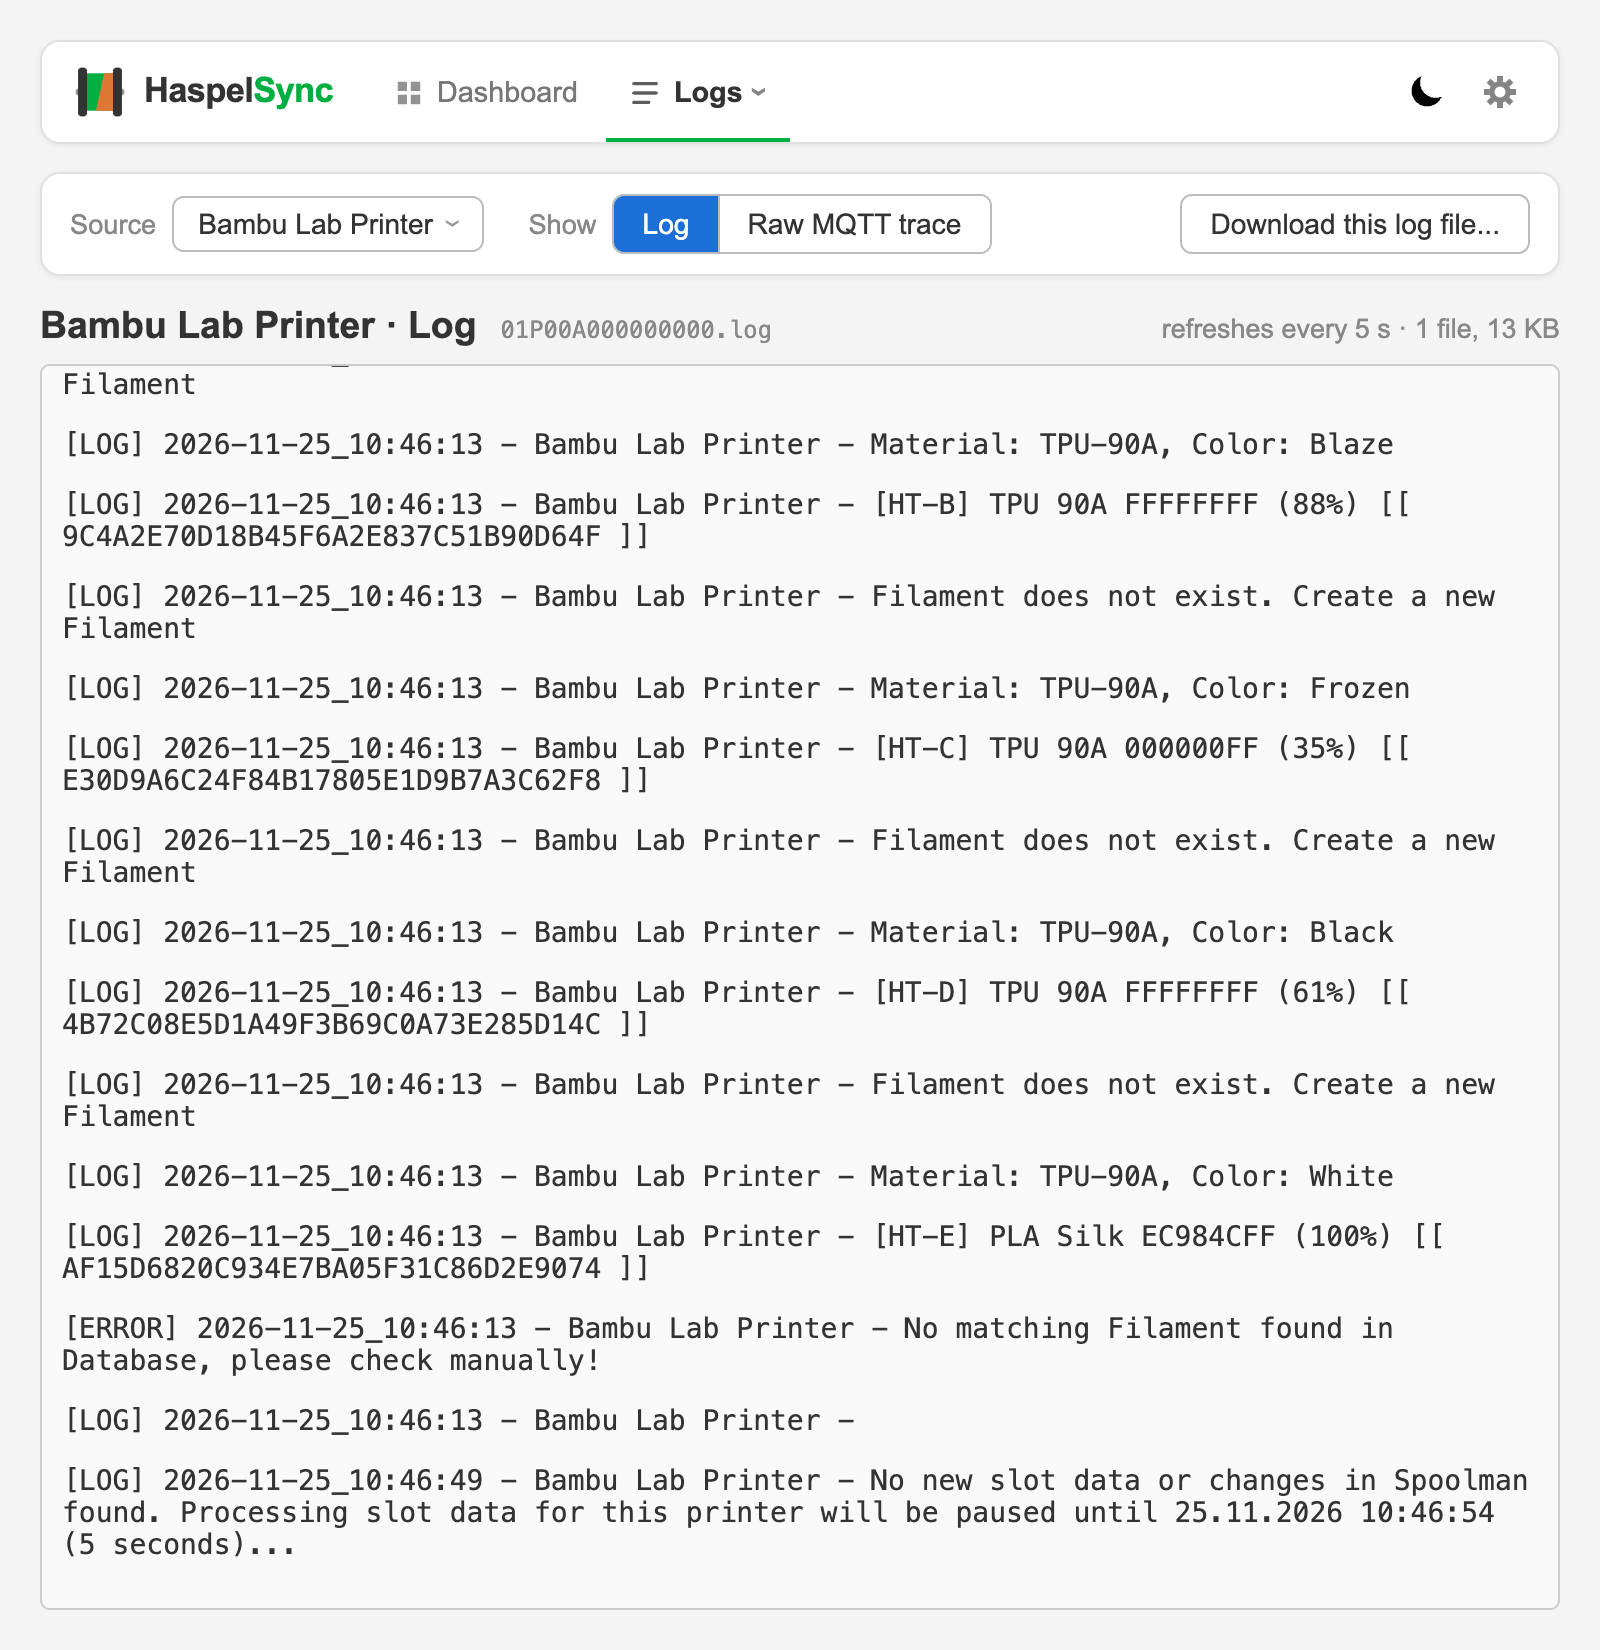 HaspelSync
Dashboard
Logs
Source
Bambu Lab Printer
Show
Log
Raw MQTT trace
Download this log file...
Bambu Lab Printer · Log
01P00A000000000.log
refreshes every 5 s · 1 file, 13 KB
Filament
[LOG] 2026-11-25_10:46:13 - Bambu Lab Printer - Material: TPU-90A, Color: Blaze
[LOG] 2026-11-25_10:46:13 - Bambu Lab Printer - [HT-B] TPU 90A FFFFFFFF (88%) [[
9C4A2E70D18B45F6A2E837C51B90D64F ]]
[LOG] 2026-11-25_10:46:13 - Bambu Lab Printer - Filament does not exist. Create a new
Filament
[LOG] 2026-11-25_10:46:13 - Bambu Lab Printer - Material: TPU-90A, Color: Frozen
[LOG] 2026-11-25_10:46:13 - Bambu Lab Printer - [HT-C] TPU 90A 000000FF (35%) [[
E30D9A6C24F84B17805E1D9B7A3C62F8 ]]
[LOG] 2026-11-25_10:46:13 - Bambu Lab Printer - Filament does not exist. Create a new
Filament
[LOG] 2026-11-25_10:46:13 - Bambu Lab Printer - Material: TPU-90A, Color: Black
[LOG] 2026-11-25_10:46:13 - Bambu Lab Printer - [HT-D] TPU 90A FFFFFFFF (61%) [[
4B72C08E5D1A49F3B69C0A73E285D14C ]]
[LOG] 2026-11-25_10:46:13 - Bambu Lab Printer - Filament does not exist. Create a new
Filament
[LOG] 2026-11-25_10:46:13 - Bambu Lab Printer - Material: TPU-90A, Color: White
[LOG] 2026-11-25_10:46:13 - Bambu Lab Printer - [HT-E] PLA Silk EC984CFF (100%) [[
AF15D6820C934E7BA05F31C86D2E9074 ]]
[ERROR] 2026-11-25_10:46:13 - Bambu Lab Printer - No matching Filament found in
Database, please check manually!
[LOG] 2026-11-25_10:46:13 - Bambu Lab Printer -
[LOG] 2026-11-25_10:46:49 - Bambu Lab Printer - No new slot data or changes in Spoolman
found. Processing slot data for this printer will be paused until 25.11.2026 10:46:54
(5 seconds)...